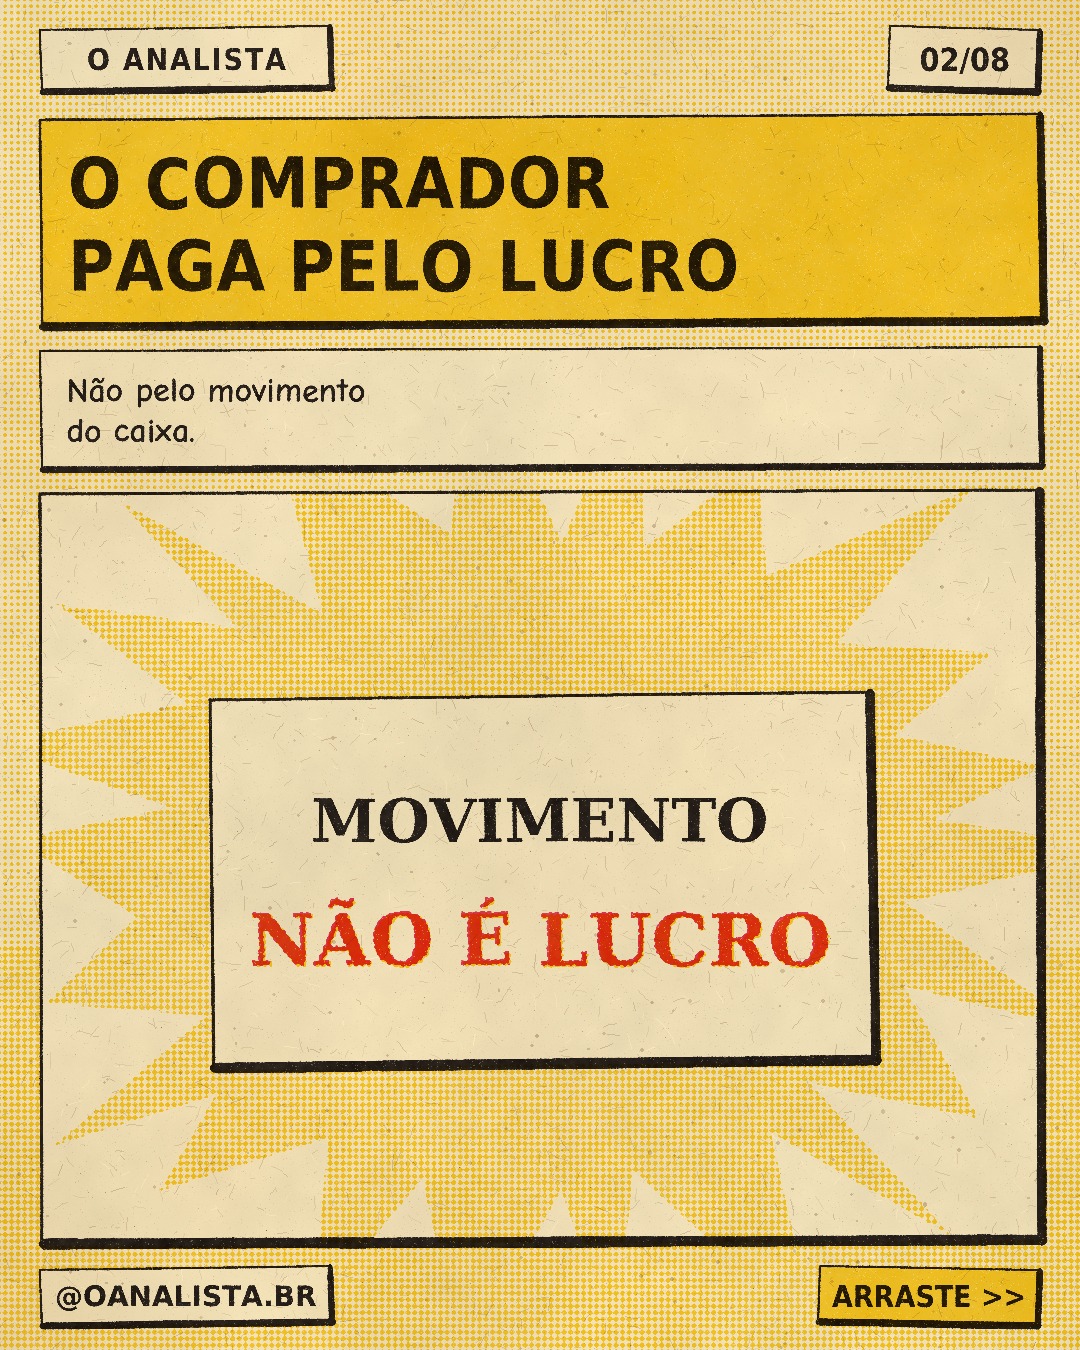 O ANALISTA
02/08
O COMPRADOR
PAGA PELO LUCRO
Não pelo movimento
do caixa.
MOVIMENTO
NÃO É LUCRO
@OANALISTA.BR
ARRASTE >>